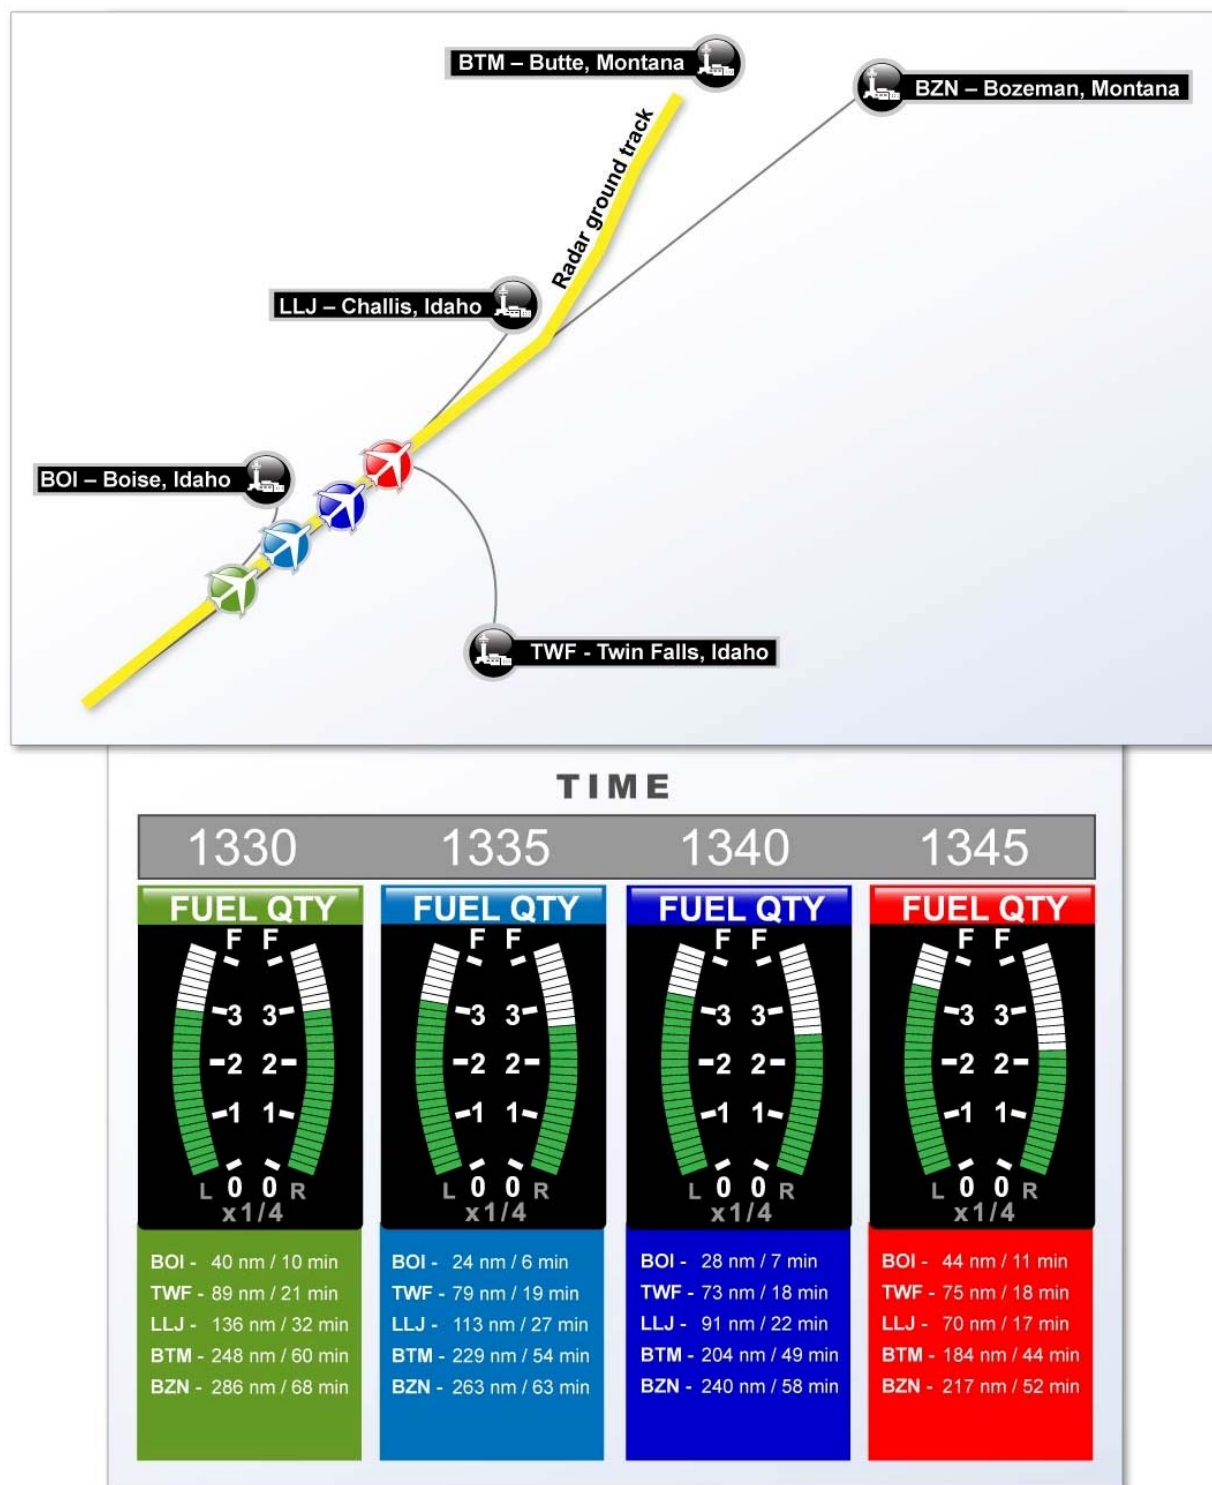 BTM – Butte, Montana
BZN – Bozeman, Montana
Radar ground track
LLJ – Challis, Idaho
BOI – Boise, Idaho
TWF - Twin Falls, Idaho
TIME
1330 1335 1340 1345
FUEL QTY FUEL QTY FUEL QTY FUEL QTY
F F F F F F F F
3 3 3 3 3 3 3 3
2 2 2 2 2 2 2 2
1 1 1 1 1 1 1 1
L 0 0 R L 0 0 R L 0 0 R L 0 0 R
x1/4 x1/4 x1/4 x1/4
BOI - 40 nm / 10 min BOI - 24 nm / 6 min BOI - 28 nm / 7 min BOI - 44 nm / 11 min
TWF - 89 nm / 21 min TWF - 79 nm / 19 min TWF - 73 nm / 18 min TWF - 75 nm / 18 min
LLJ - 136 nm / 32 min LLJ - 113 nm / 27 min LLJ - 91 nm / 22 min LLJ - 70 nm / 17 min
BTM - 248 nm / 60 min BTM - 229 nm / 54 min BTM - 204 nm / 49 min BTM - 184 nm / 44 min
BZN - 286 nm / 68 min BZN - 263 nm / 63 min BZN - 240 nm / 58 min BZN - 217 nm / 52 min